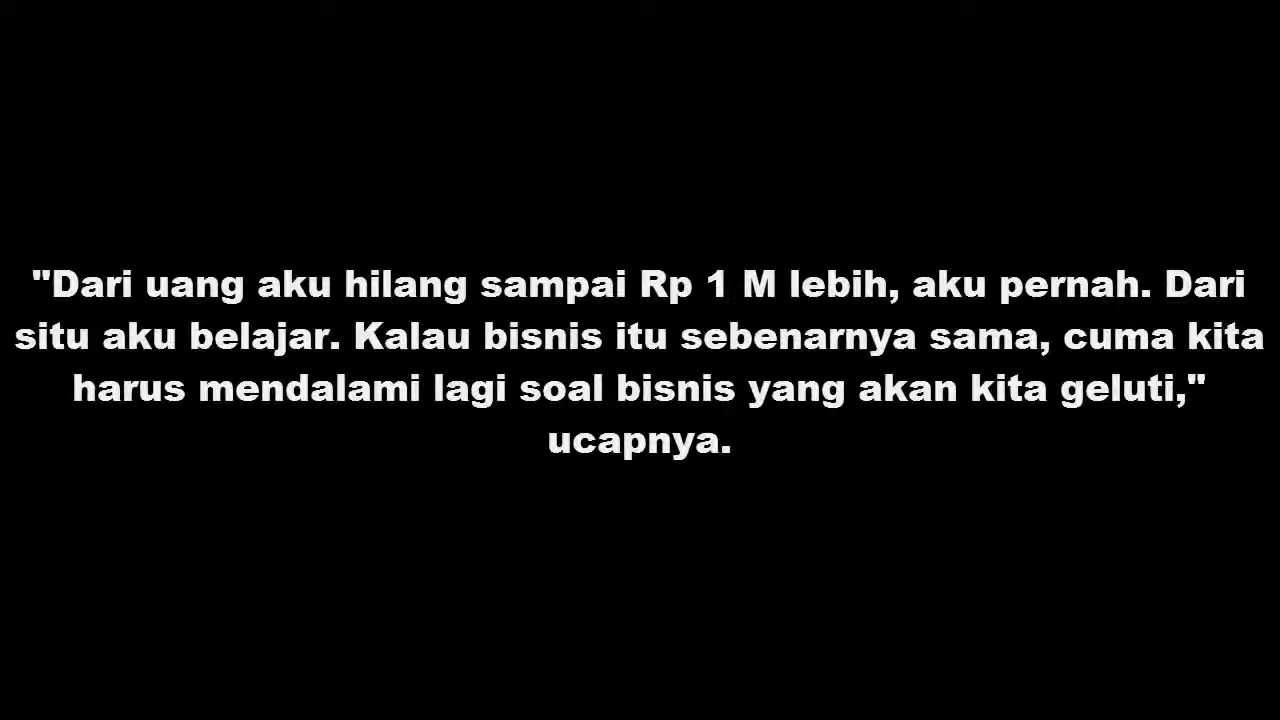 "Dari uang aku hilang sampai Rp 1 M lebih, aku pernah. Dari
situ aku belajar. Kalau bisnis itu sebenarnya sama, cuma kita
harus mendalami lagi soal bisnis yang akan kita geluti,"
ucapnya.